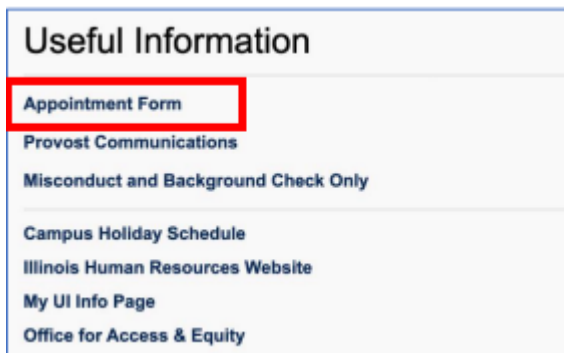 Useful Information
Appointment Form
Provost Communications
Misconduct and Background Check Only
Campus Holiday Schedule
Illinois Human Resources Website
My UI Info Page
Office for Access & Equity